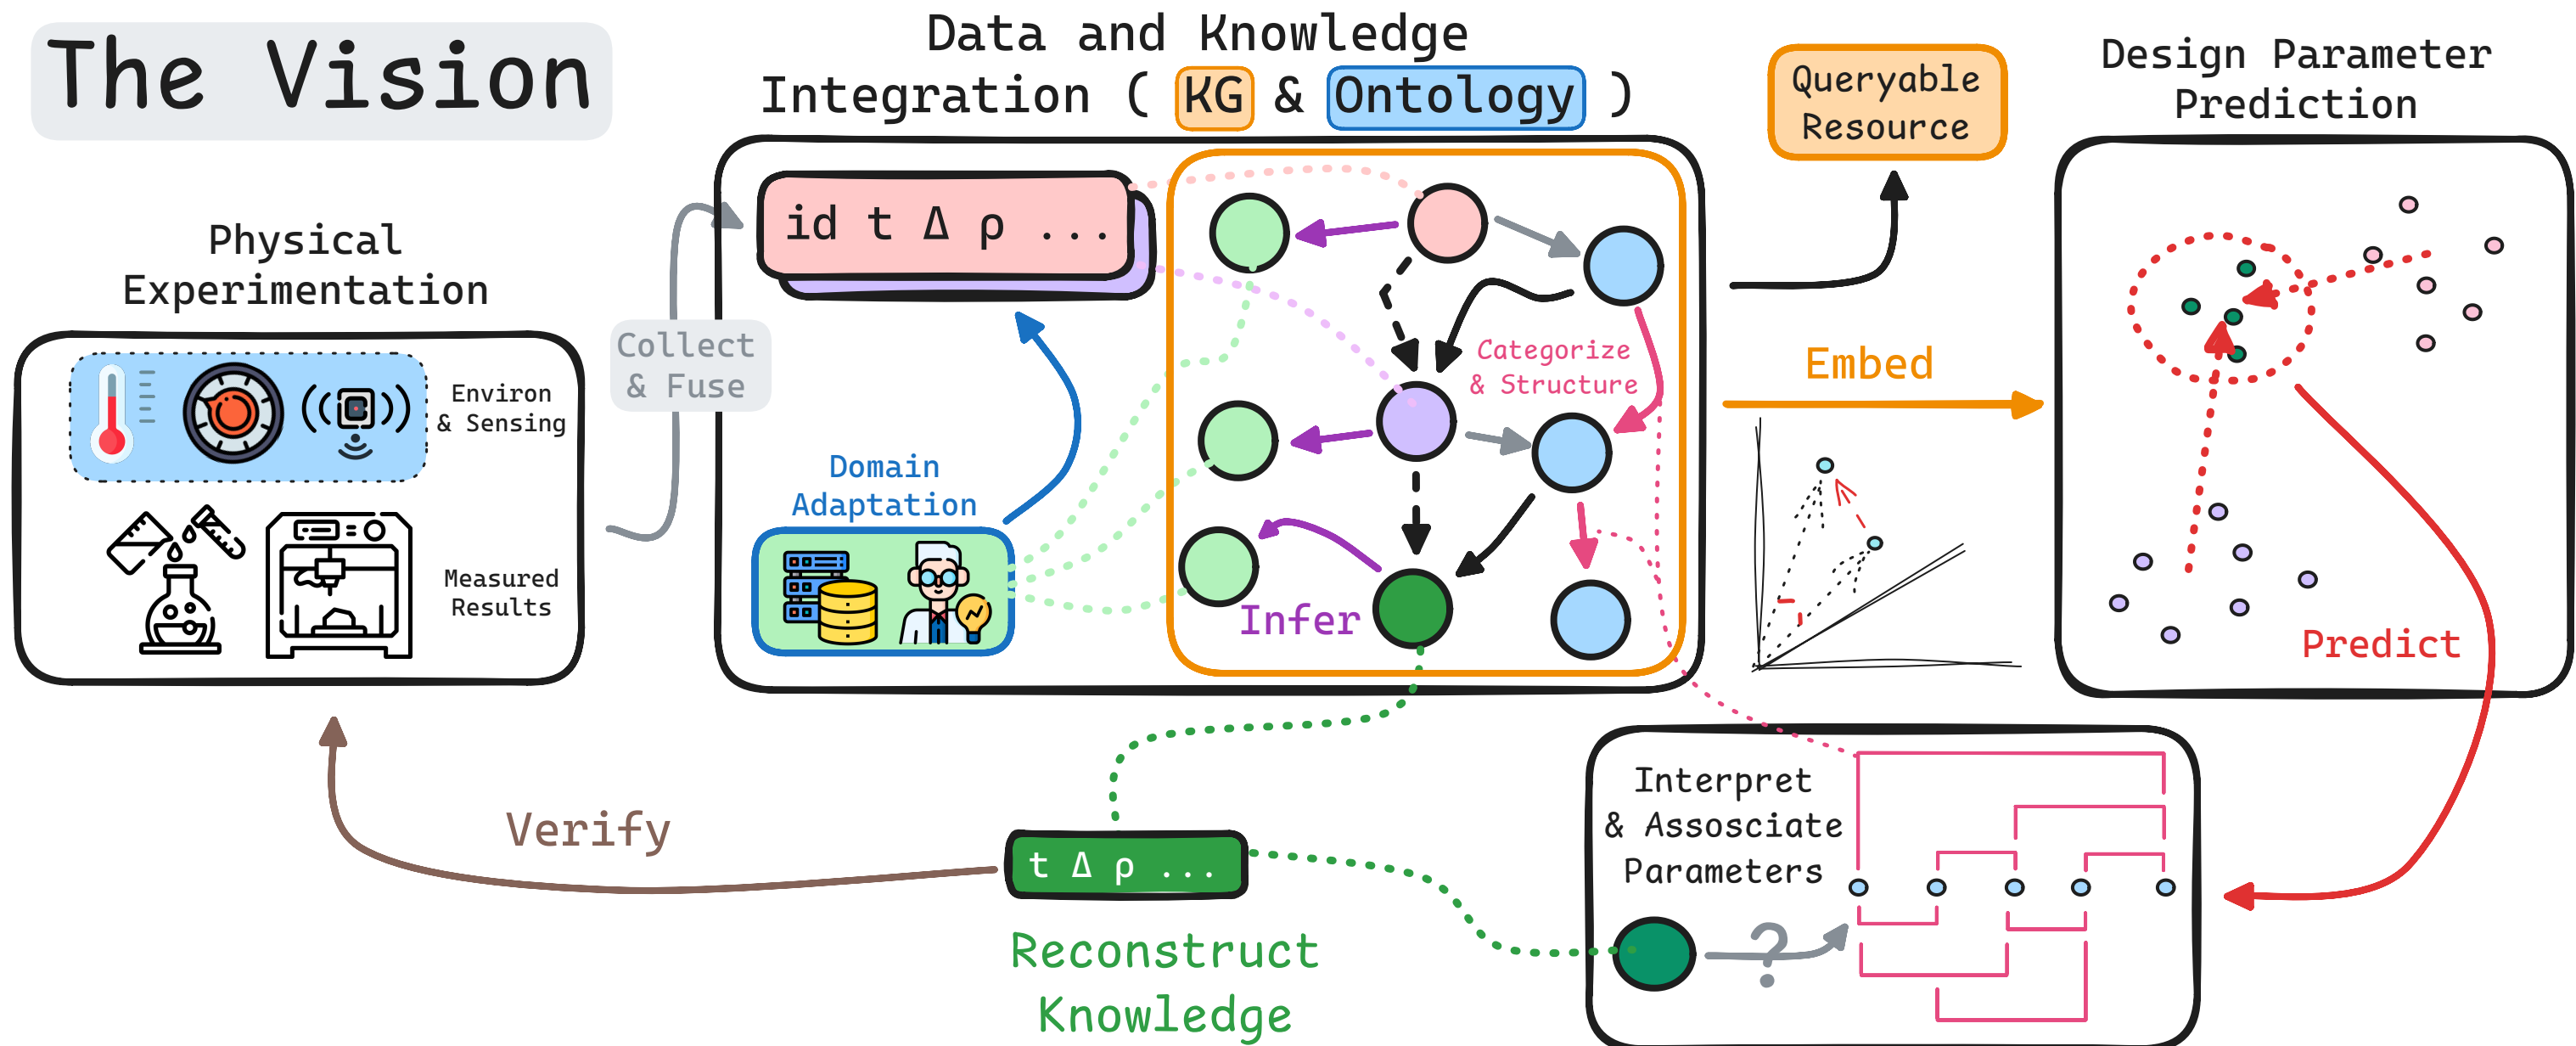 The Vision
Physical
Experimentation
Environ
& Sensing
Measured
Results
Collect
& Fuse
Data and Knowledge
Integration ( KG & Ontology )
id t Δ ρ ...
Domain
Adaptation
Categorize
& Structure
Infer
Queryable
Resource
Embed
Design Parameter
Prediction
Predict
Interpret
& Assosciate
Parameters
?
t Δ ρ ...
Reconstruct
Knowledge
Verify